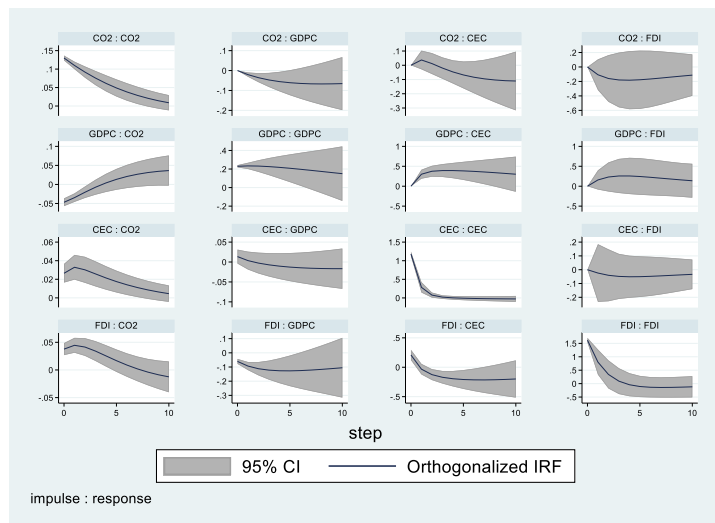 CO2 : CO2
.15
.1
.05
0
CO2 : GDPC
.1
0
-.1
-.2
CO2 : CEC
.1
0
-.1
-.2
-.3
CO2 : FDI
0.2
0
-.2
-.4
-.6
GDPC : CO2
.1
.05
0
-.05
GDPC : GDPC
.4
.2
0
-.2
GDPC : CEC
1
.5
0
-.5
GDPC : FDI
1
.5
0
-.5
CEC : CO2
.06
.04
.02
0
CEC : GDPC
.05
0
-.05
-.1
CEC : CEC
1.5
1
.5
0
CEC : FDI
.2
.1
0
-.1
-.2
FDI : CO2
.05
0
-.05
0 5 10
FDI : GDPC
.1
0
-.1
-.2
-.3
0 5 10
FDI : CEC
.5
0
-.5
0 5 10
FDI : FDI
1.5
1
.5
0
-.5
0 5 10
step
95% CI Orthogonalized IRF
impulse : response